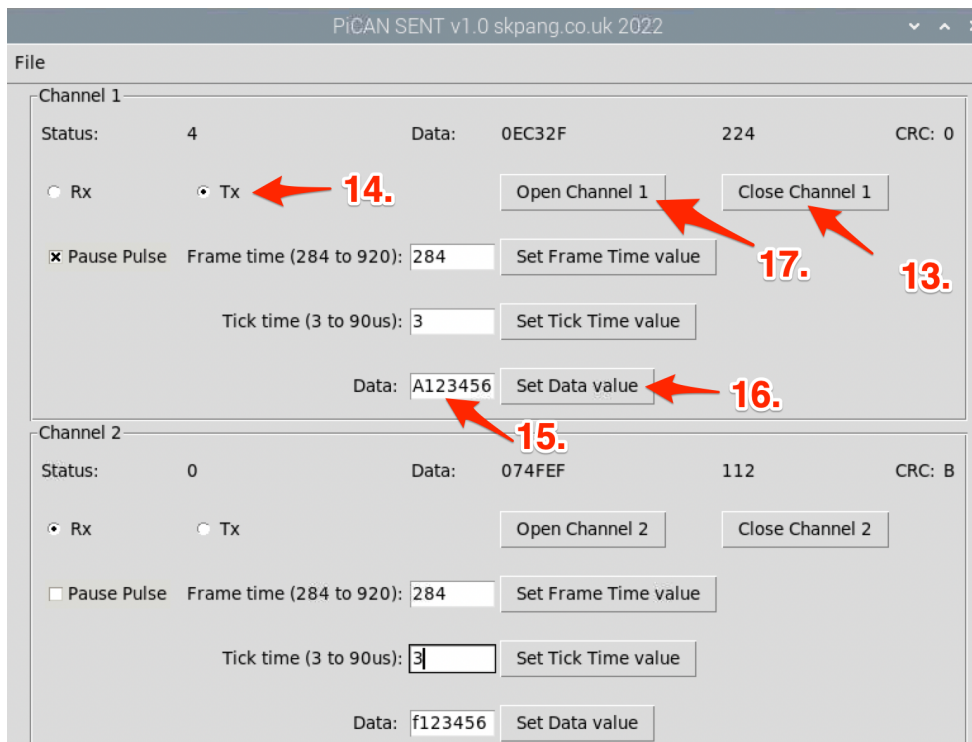 PiCAN SENT v1.0 skpang.co.uk 2022
File
Channel 1
Status: 4 Data: 0EC32F 224 CRC: 0
Rx Tx 14. Open Channel 1 Close Channel 1
Pause Pulse Frame time (284 to 920): 284 Set Frame Time value 17. 13.
Tick time (3 to 90us): 3 Set Tick Time value
Data: A123456 Set Data value 16.
15.
Channel 2
Status: 0 Data: 074FEF 112 CRC: B
Rx Tx Open Channel 2 Close Channel 2
Pause Pulse Frame time (284 to 920): 284 Set Frame Time value
Tick time (3 to 90us): 3 Set Tick Time value
Data: f123456 Set Data value